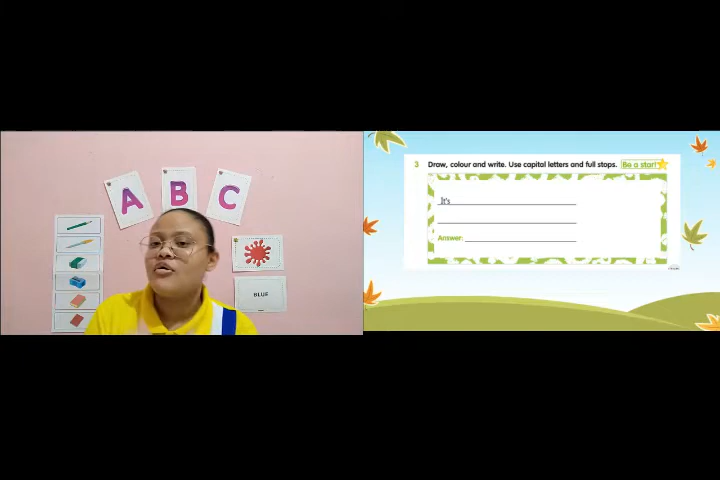 A B C
BLUE
3 Draw, colour and write. Use capital letters and full stops. Be a star!
It's
Answer: